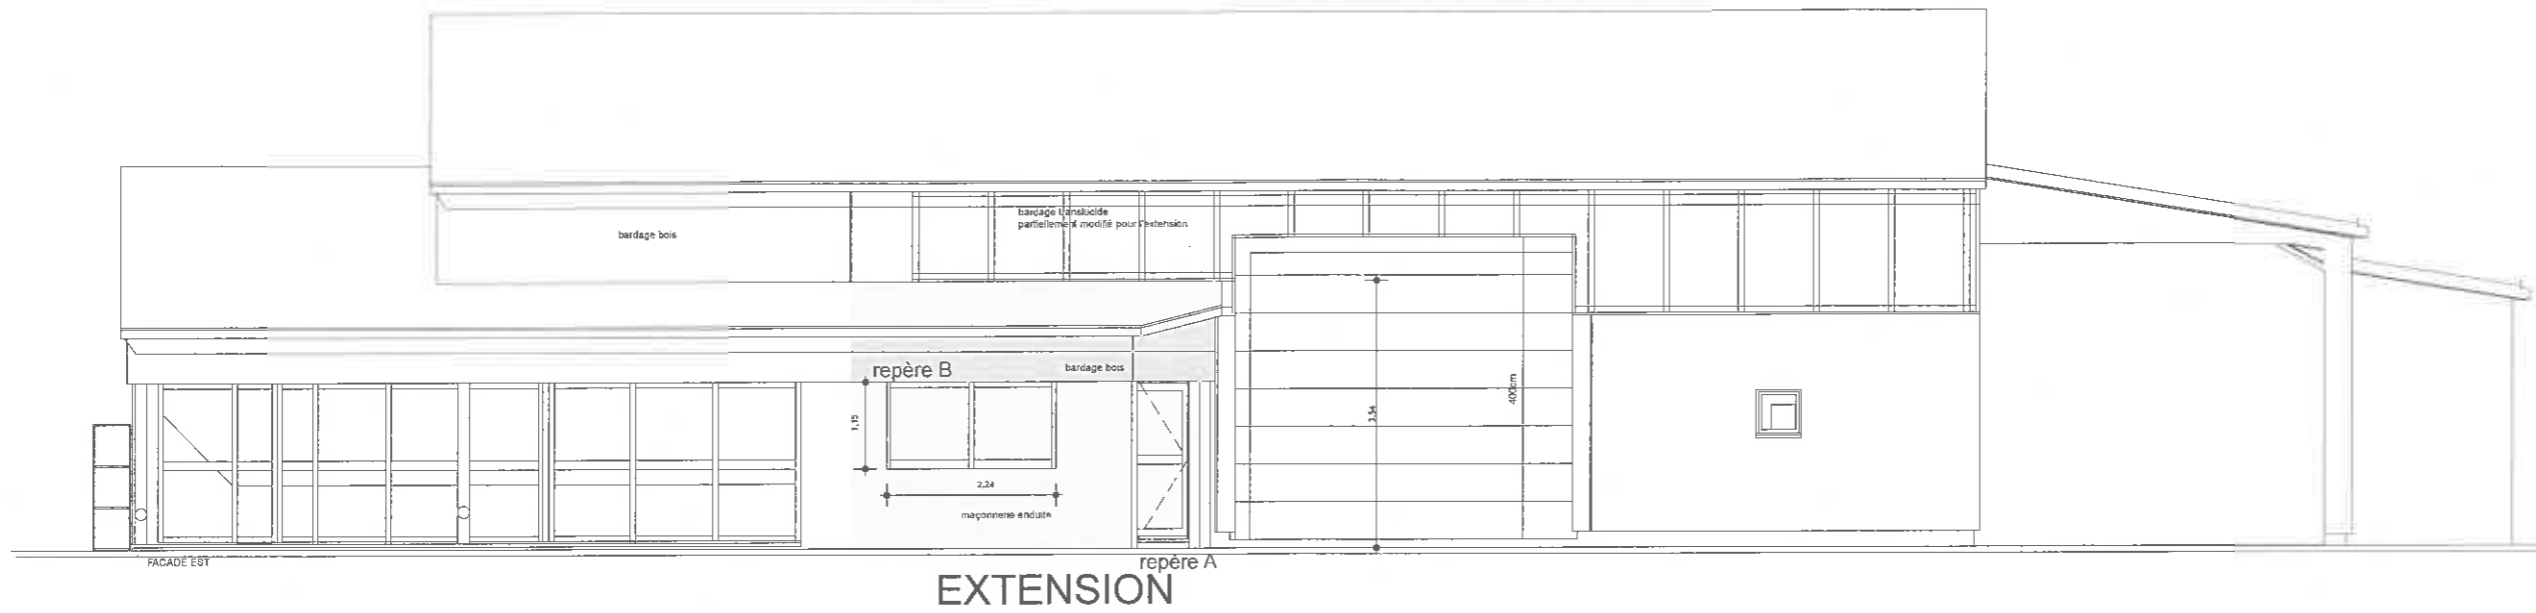 bardage bois
bardage translucide
partiellement modifié pour l'extension
repère B
bardage bois
1,15
2,24
maçonnerie enduite
3,54
400cm
FACADE EST
repère A
EXTENSION